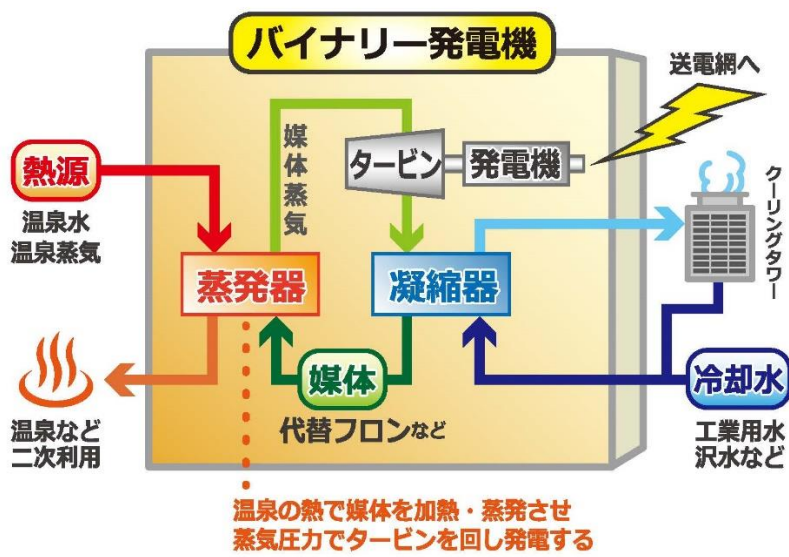 バイナリー発電機
送電網へ
媒体蒸気
タービン
発電機
熱源
温泉水
温泉蒸気
クーリングタワー
蒸発器
凝縮器
媒体
代替フロンなど
冷却水
工業用水
沢水など
温泉など
二次利用
温泉の熱で媒体を加熱・蒸発させ
蒸気圧力でタービンを回し発電する